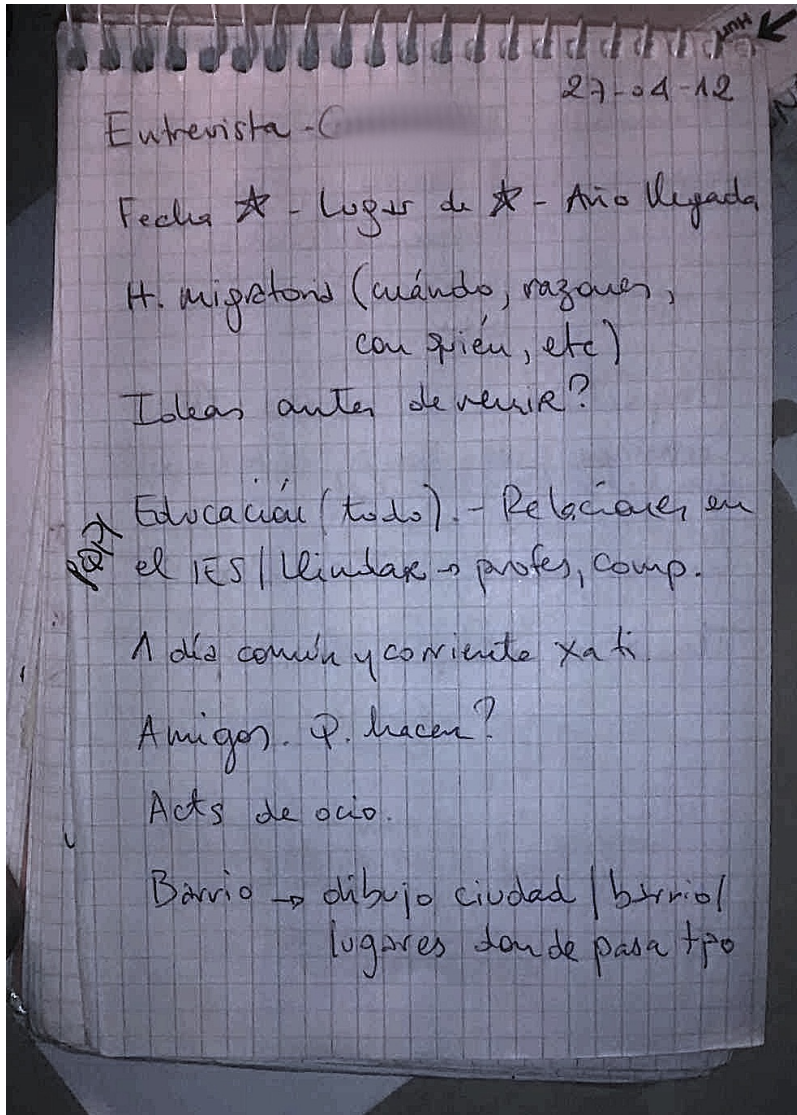 27-04-12
Entrevista - C
Fecha ☆ - Lugar de ☆ - Año llegada
H. migratoria (cuándo, razones,
con quién, etc)
Ideas antes de venir?
Educación (todo). - Relaciones en
el IES / Llindar → profes, comp.
1 día común y corriente xa ti.
Amigos. Q. hacen?
Acts de ocio.
Barrio → dibujo ciudad / barrio /
lugares donde pasa tpo